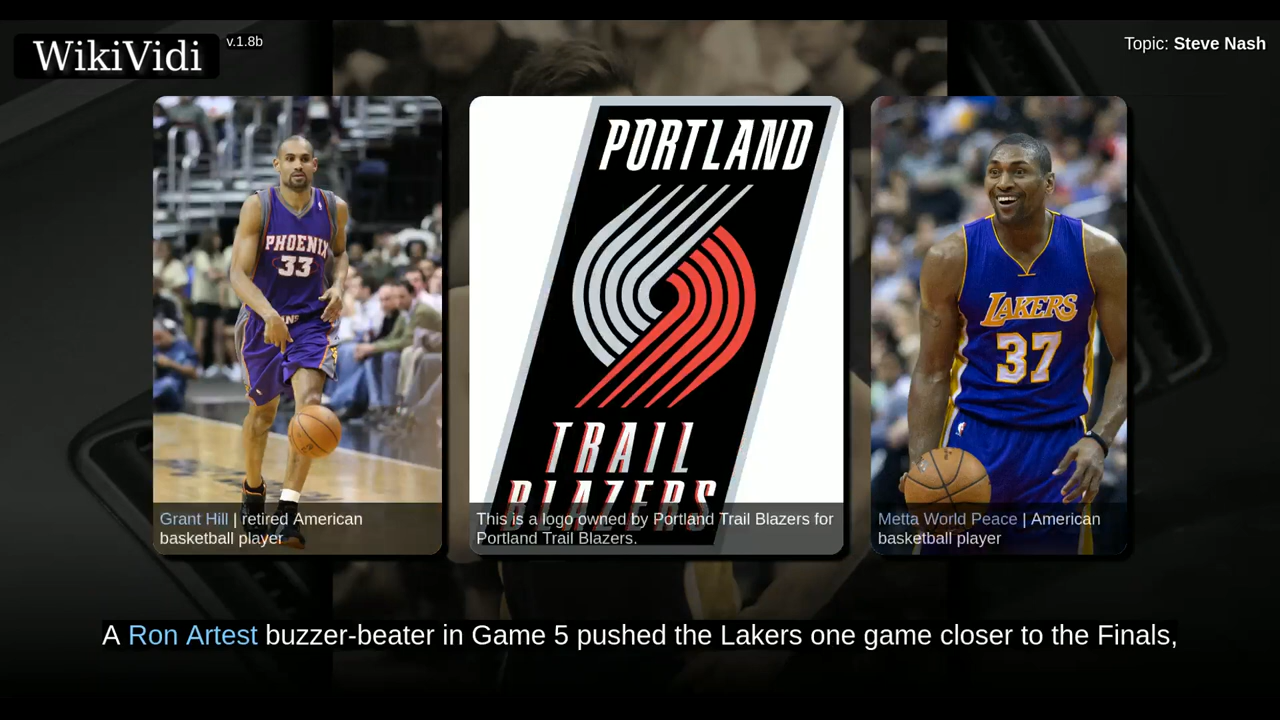 WikiVidi
v.1.8b
Topic: Steve Nash
PHOENIX
33
PORTLAND
TRAIL
BLAZERS
LAKERS
37
Grant Hill | retired American
basketball player
This is a logo owned by Portland Trail Blazers for
Portland Trail Blazers.
Metta World Peace | American
basketball player
A Ron Artest buzzer-beater in Game 5 pushed the Lakers one game closer to the Finals,